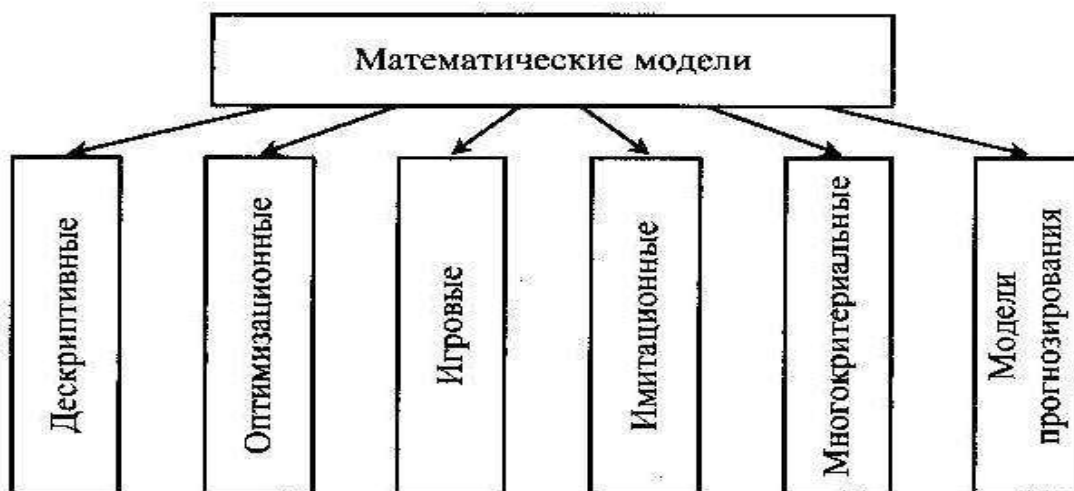 Математические модели
Дескриптивные
Оптимизационные
Игровые
Имитационные
Многокритериальные
Модели
прогнозирования